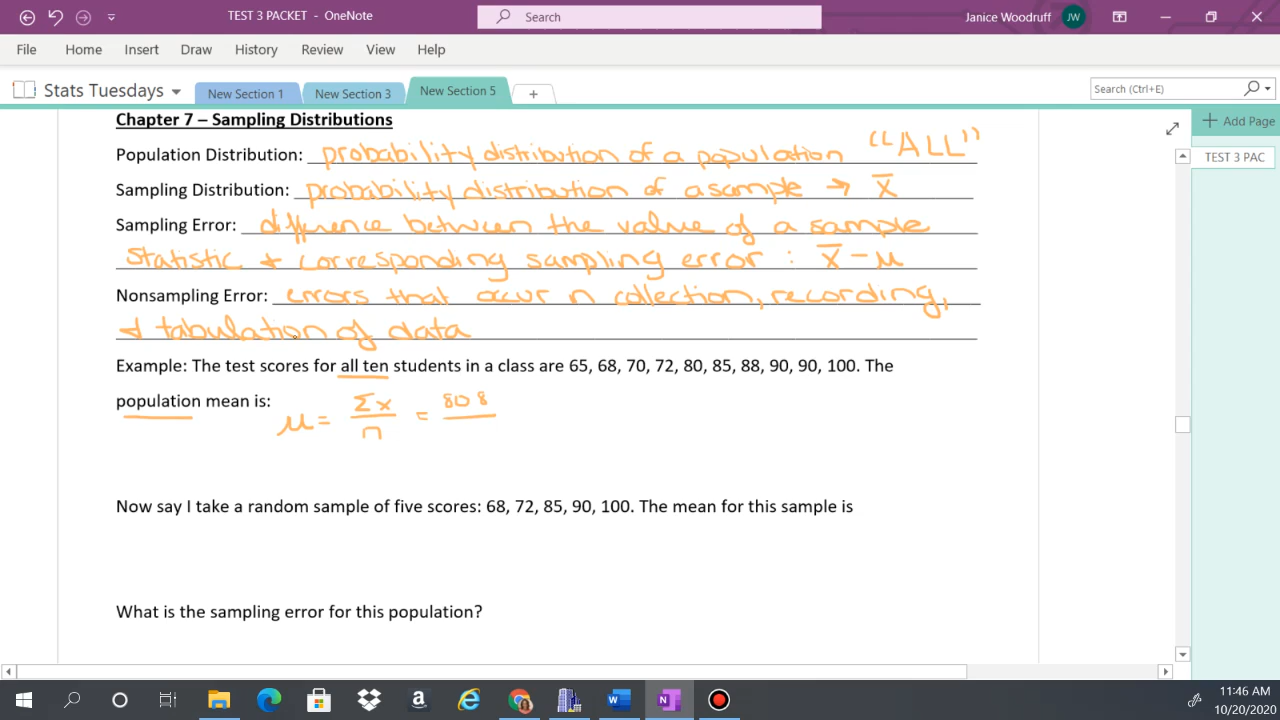 TEST 3 PACKET - OneNote
Search
Janice Woodruff
JW
File Home Insert Draw History Review View Help
Stats Tuesdays
New Section 1
New Section 3
New Section 5
+
Search (Ctrl+E)
Add Page
TEST 3 PAC
Chapter 7 – Sampling Distributions
Population Distribution: probability distribution of a population "ALL"
Sampling Distribution: probability distribution of a sample → x̄
Sampling Error: difference between the value of a sample
statistic + corresponding sampling error : x̄ - μ
Nonsampling Error: errors that occur in collection, recording,
+ tabulation of data
Example: The test scores for all ten students in a class are 65, 68, 70, 72, 80, 85, 88, 90, 90, 100. The
population mean is: μ = Σx/n = 808
Now say I take a random sample of five scores: 68, 72, 85, 90, 100. The mean for this sample is
What is the sampling error for this population?
11:46 AM
10/20/2020